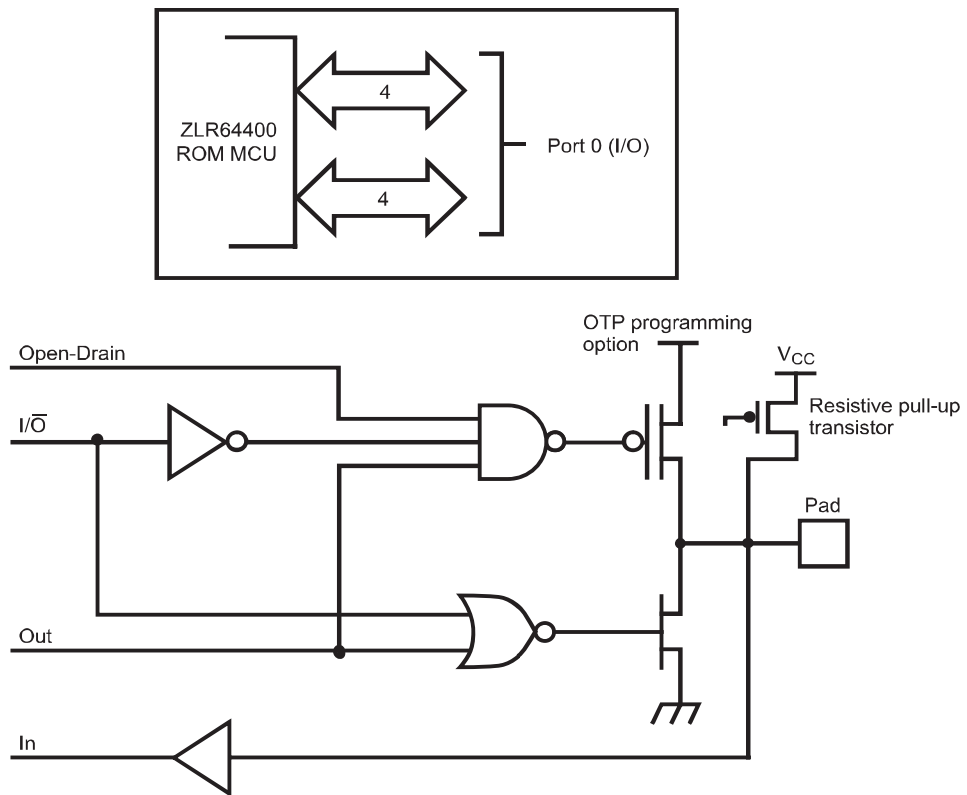 ZLR64400
ROM MCU
4
4
Port 0 (I/O)
OTP programming
option
Open-Drain
V_CC
I/O̅
Resistive pull-up
transistor
Pad
Out
In